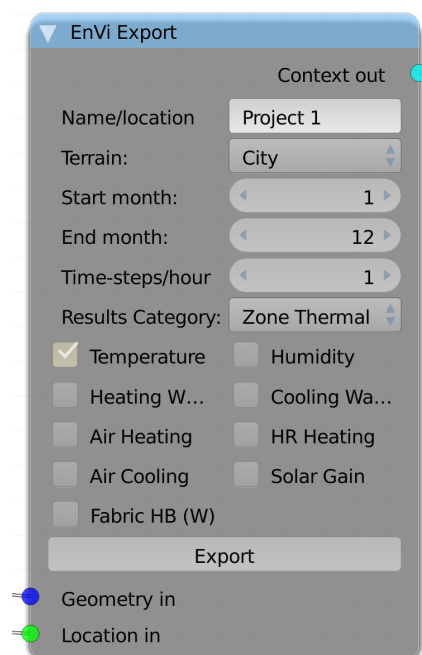 EnVi Export
Context out
Name/location Project 1
Terrain: City
Start month: 1
End month: 12
Time-steps/hour 1
Results Category: Zone Thermal
Temperature Humidity
Heating W... Cooling Wa...
Air Heating HR Heating
Air Cooling Solar Gain
Fabric HB (W)
Export
Geometry in
Location in